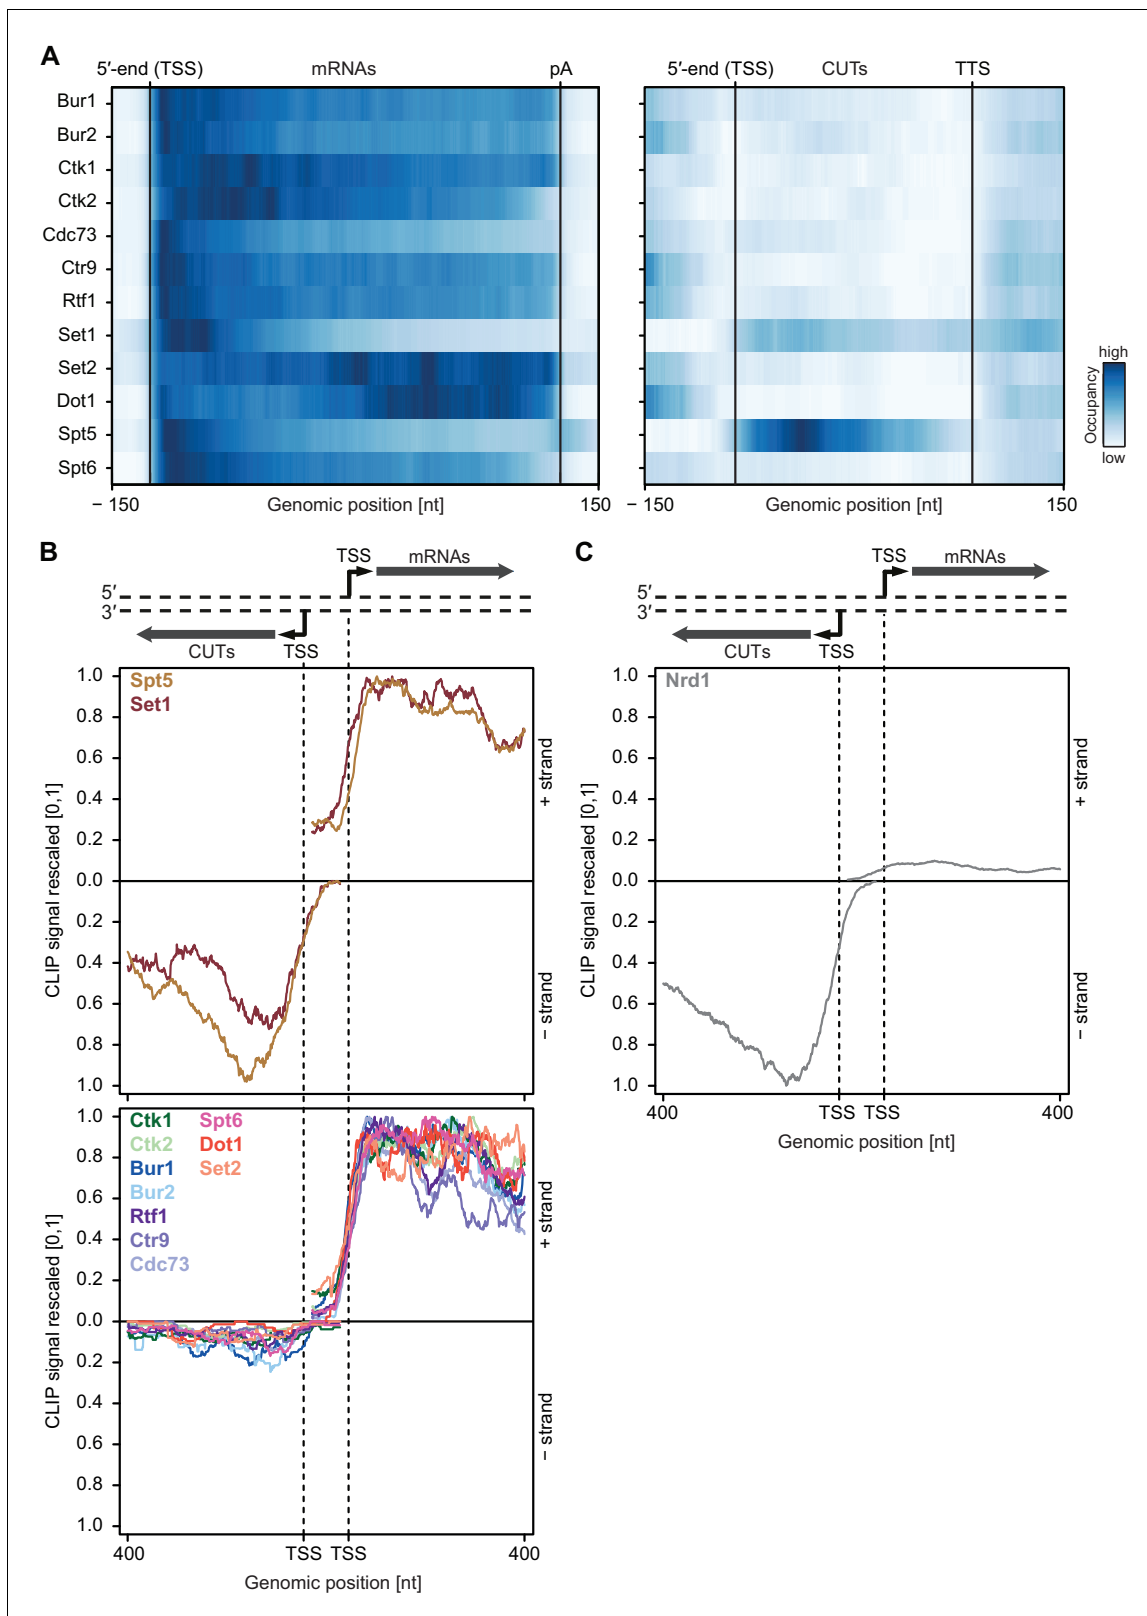 A
5′-end (TSS) mRNAs pA
5′-end (TSS) CUTs TTS
Bur1
Bur2
Ctk1
Ctk2
Cdc73
Ctr9
Rtf1
Set1
Set2
Dot1
Spt5
Spt6
− 150 Genomic position [nt] 150
− 150 Genomic position [nt] 150
high
Occupancy
low
B
TSS mRNAs
5′
3′
CUTs TSS
Spt5
Set1
1.0
0.8
0.6
0.4
0.2
0.0
0.2
0.4
0.6
0.8
1.0
CLIP signal rescaled [0,1]
+ strand
− strand
Ctk1 Spt6
Ctk2 Dot1
Bur1 Set2
Bur2
Rtf1
Ctr9
Cdc73
1.0
0.8
0.6
0.4
0.2
0.0
0.2
0.4
0.6
0.8
1.0
CLIP signal rescaled [0,1]
+ strand
− strand
400 TSS TSS 400
Genomic position [nt]
C
TSS mRNAs
5′
3′
CUTs TSS
Nrd1
1.0
0.8
0.6
0.4
0.2
0.0
0.2
0.4
0.6
0.8
1.0
CLIP signal rescaled [0,1]
+ strand
− strand
400 TSS TSS 400
Genomic position [nt]